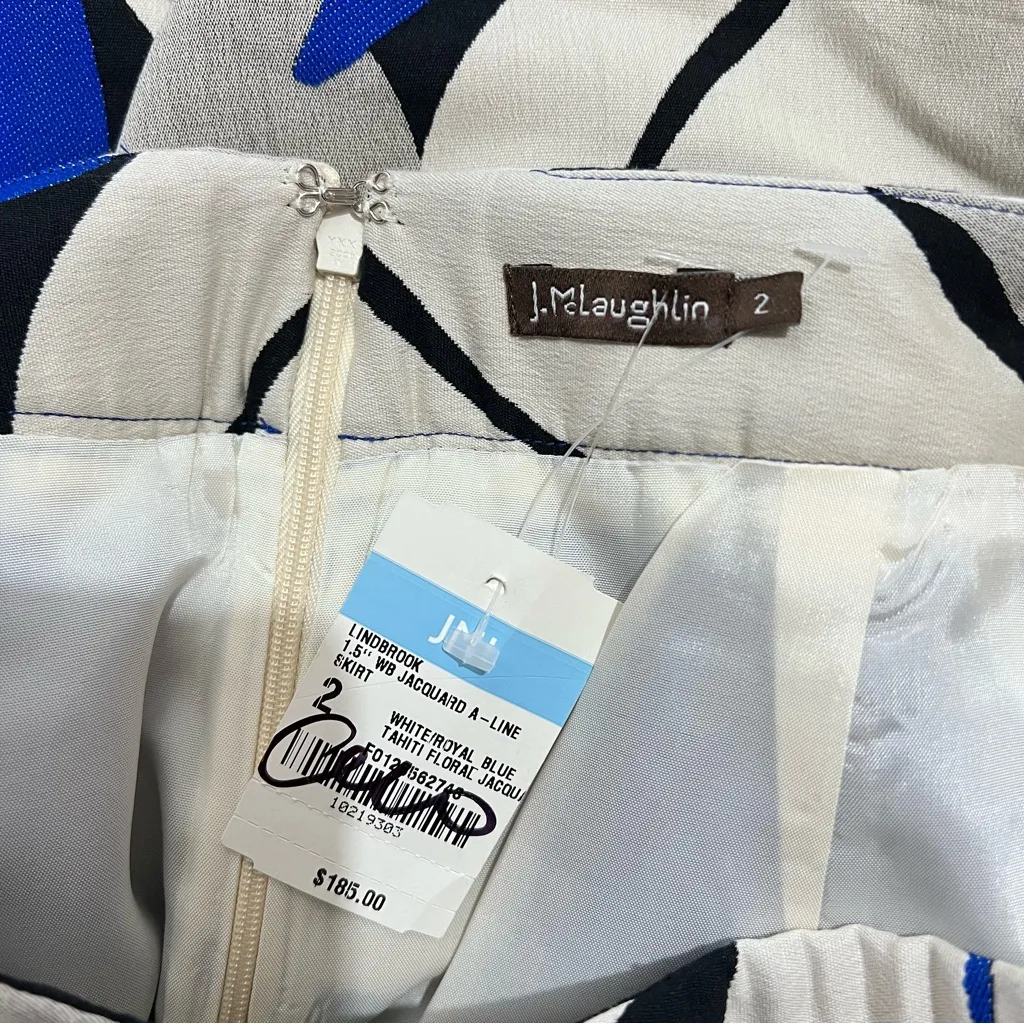 J.McLaughlin 2
LINDBROOK
1.5" WB JACQUARD A-LINE
SKIRT
2
WHITE/ROYAL BLUE
TAHITI FLORAL JACQUA
10219303
$185.00